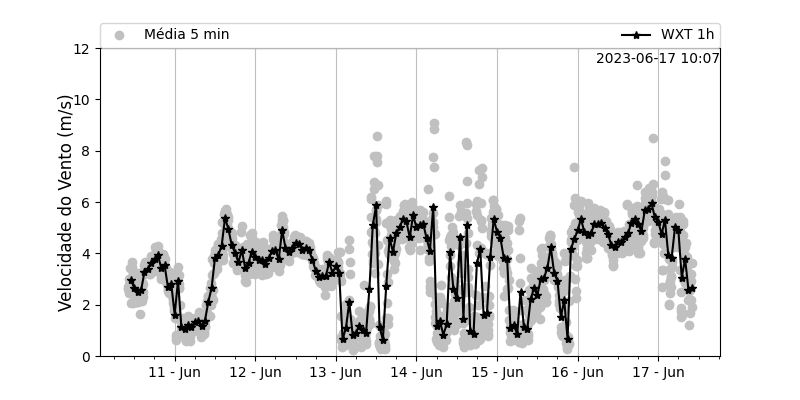 Média 5 min
WXT 1h
2023-06-17 10:07
Velocidade do Vento (m/s)
12
10
8
6
4
2
0
11 - Jun
12 - Jun
13 - Jun
14 - Jun
15 - Jun
16 - Jun
17 - Jun